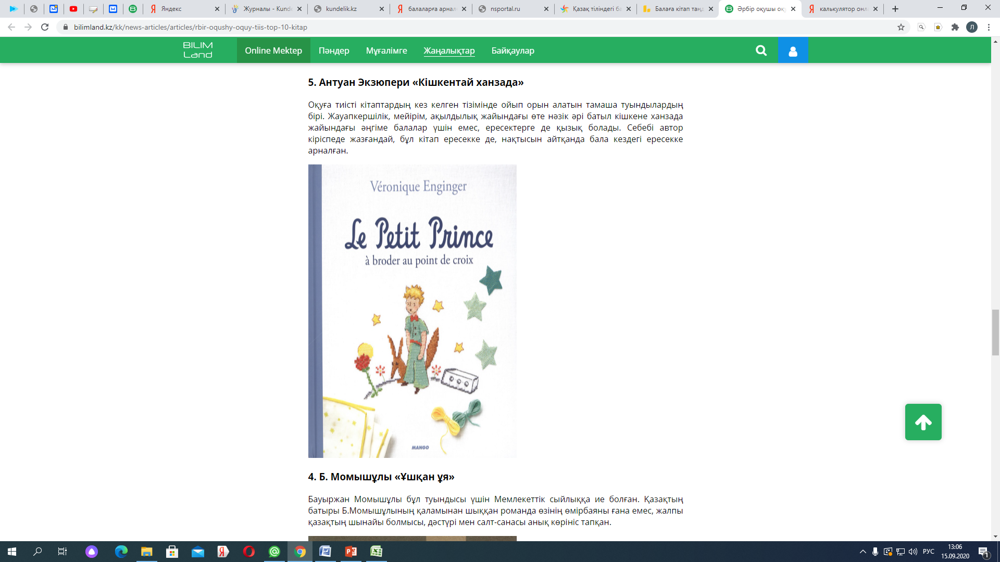 Яндекс
Журналы - Kunde
kundelik.kz
балаларға арнал
nsportal.ru
Қазақ тіліндегі ба
Балаға кітап таңд
Әрбір оқушы оқу
калькулятор онл
bilimland.kz/kk/news-articles/articles/rbir-oqushy-oquy-tiis-top-10-kitap
Л
BILIM
Land
Online Mektep
Пәндер
Мұғалімге
Жаңалықтар
Байқаулар
5. Антуан Экзюпери «Кішкентай ханзада»
Оқуға тиісті кітаптардың кез келген тізімінде ойып орын алатын тамаша туындылардың
бірі. Жауапкершілік, мейірім, ақылдылық жайындағы өте нәзік әрі батыл кішкене ханзада
жайындағы әңгіме балалар үшін емес, ересектерге де қызық болады. Себебі автор
кіріспеде жазғандай, бұл кітап ересекке де, нақтысын айтқанда бала кездегі ересекке
арналған.
Véronique Enginger
Le Petit Prince
à broder au point de croix
MANGO
4. Б. Момышұлы «Ұшқан ұя»
Бауыржан Момышұлы бұл туындысы үшін Мемлекеттік сыйлыққа ие болған. Қазақтың
батыры Б.Момышұлының қаламынан шыққан романда өзінің өмірбаяны ғана емес, жалпы
қазақтың шынайы болмысы, дәстүрі мен салт-санасы анық көрініс тапқан.
РУС
13:06
15.09.2020
1